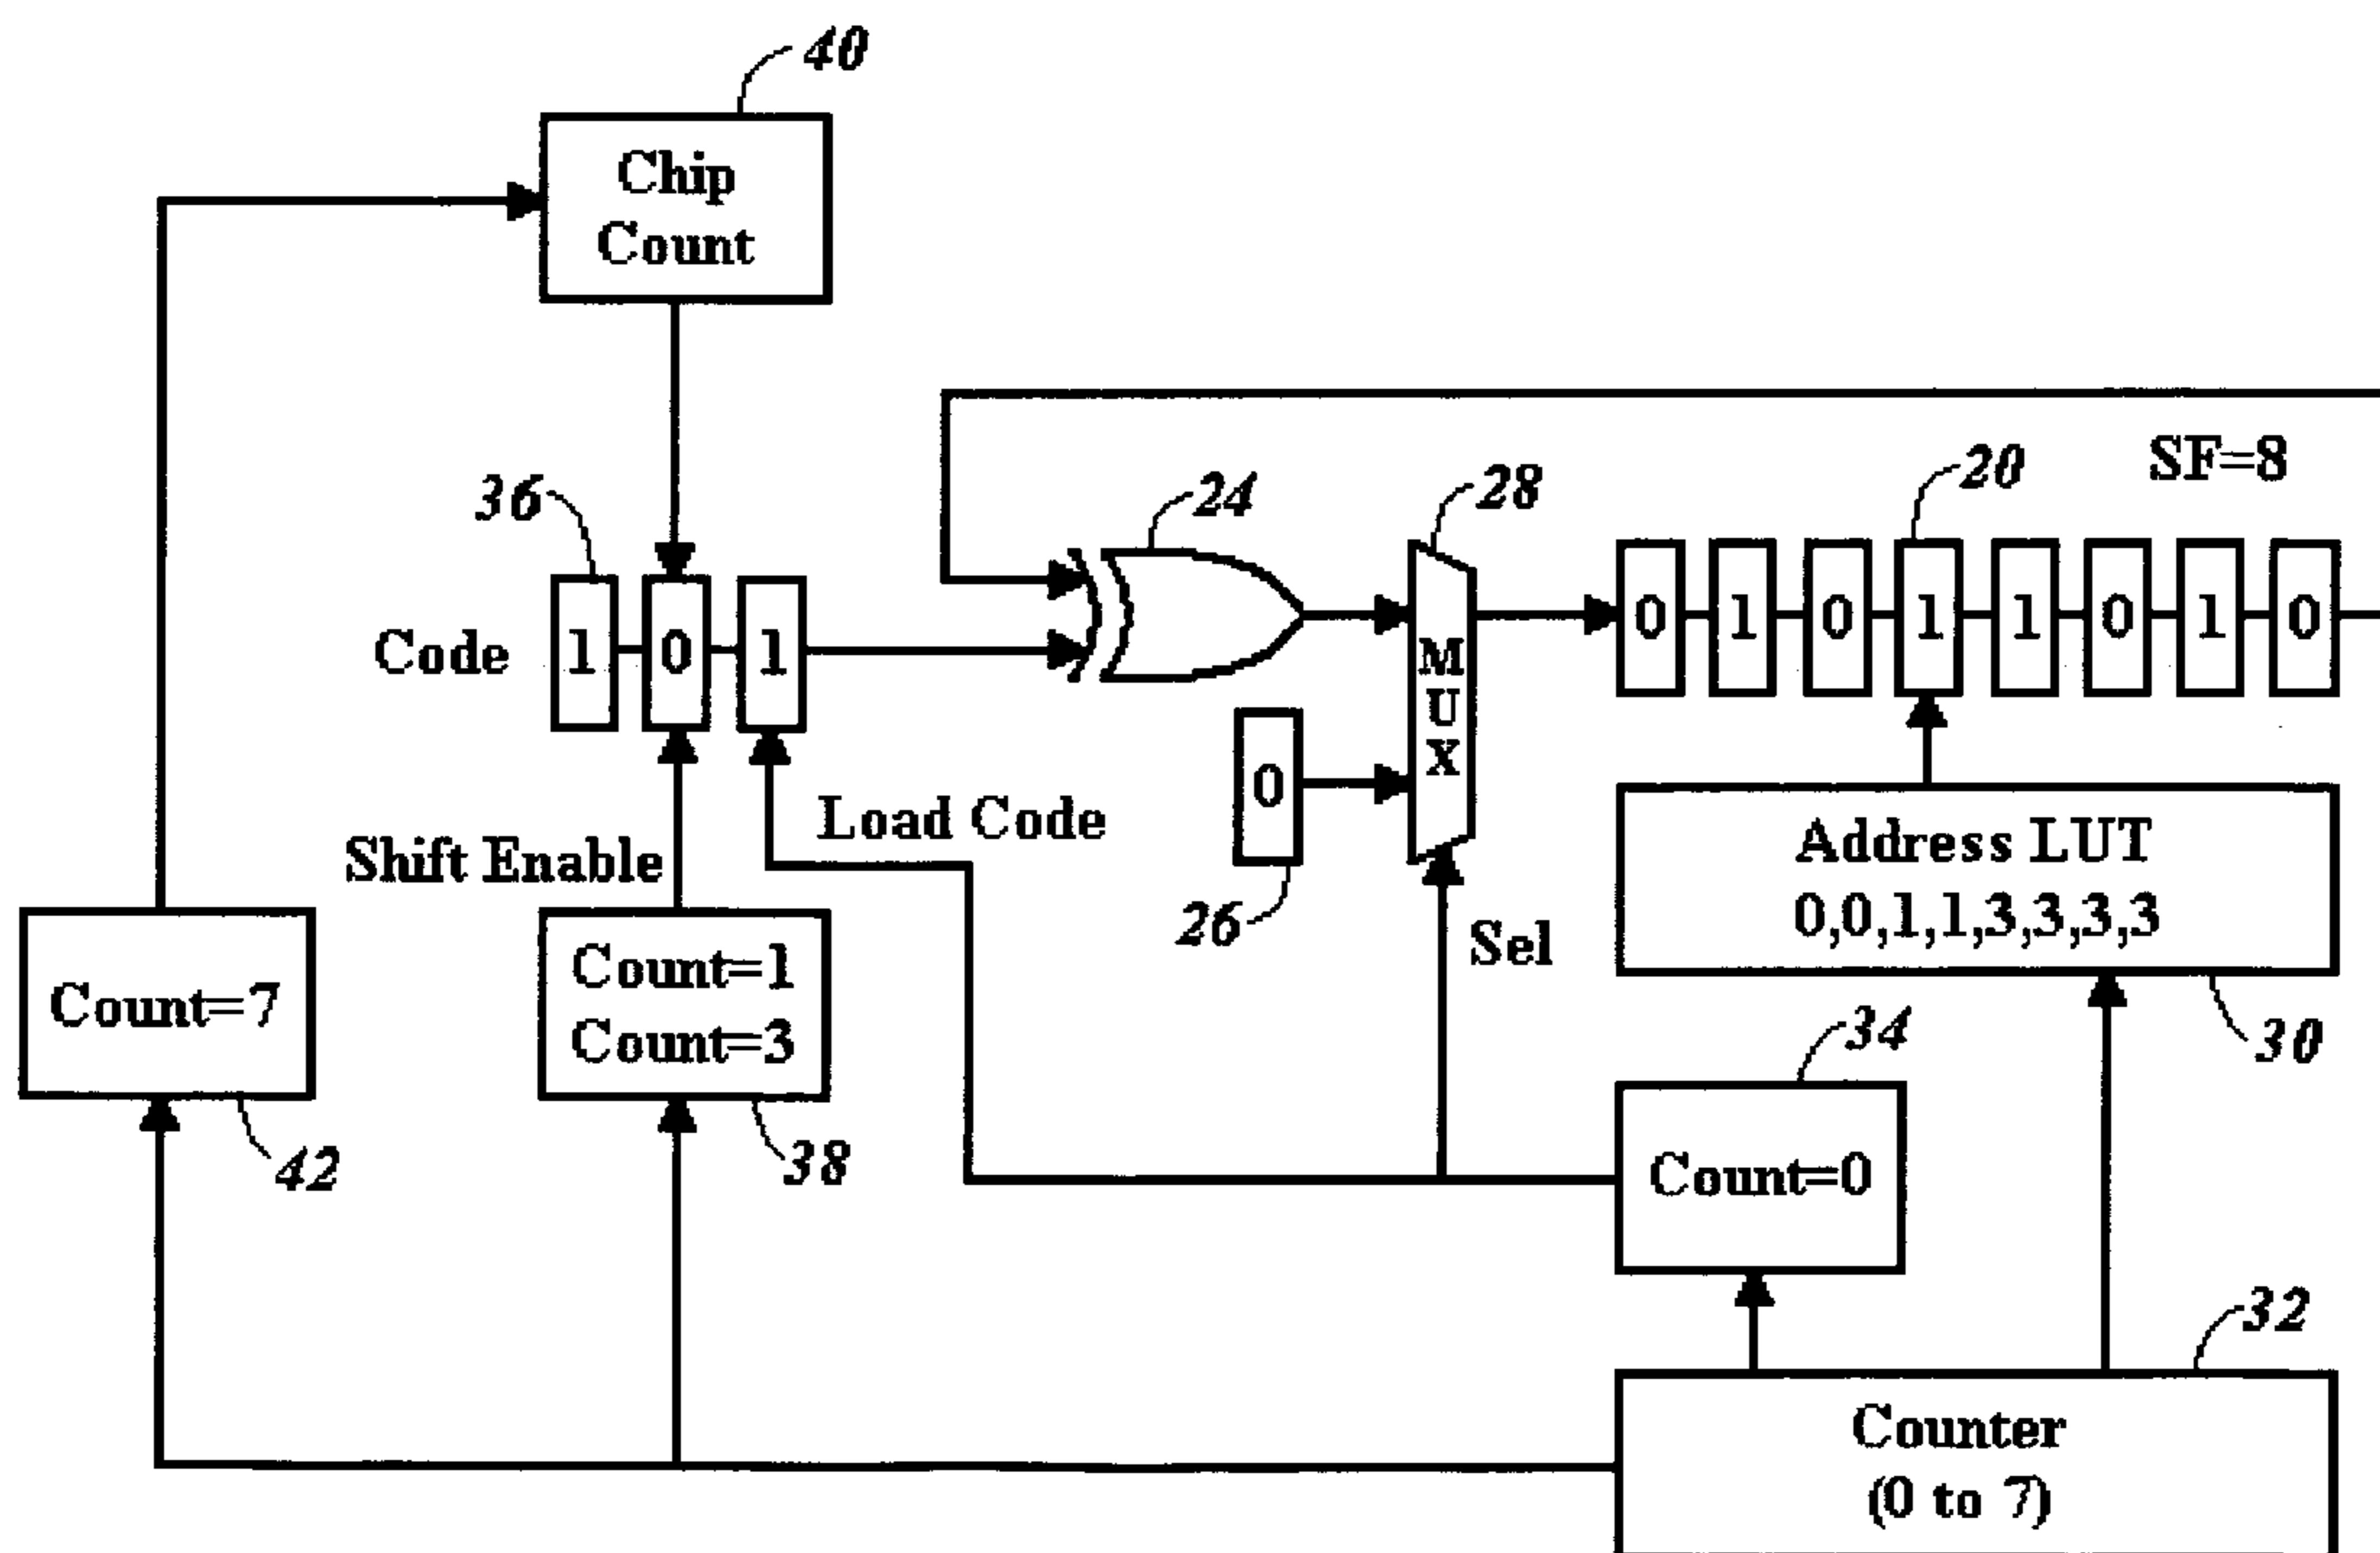 40
Chip
Count
SF=8
36
24
28
20
Code
1 0 1
0 1 0 1 1 0 1 0
MUX
0
26
Shift Enable
Load Code
Sel
Address LUT
0,0,1,1,3,3,3,3
30
Count=7
42
Count=1
Count=3
38
34
Count=0
32
Counter
(0 to 7)